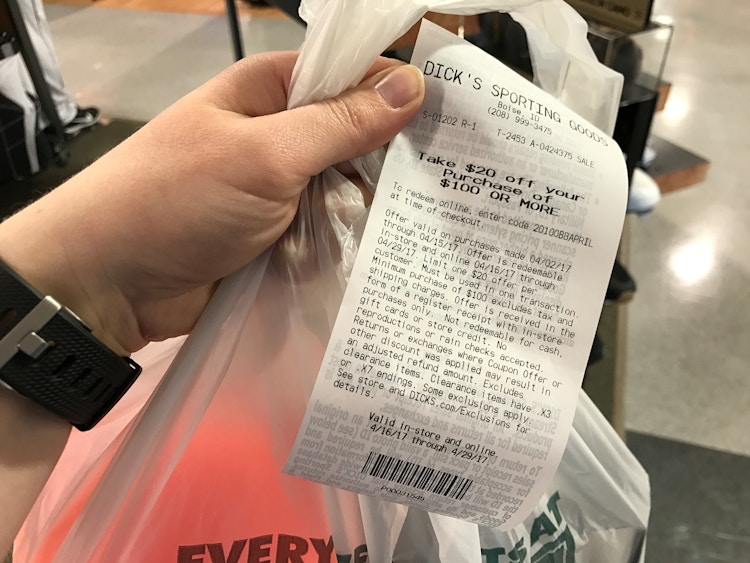 DICK'S SPORTING GOODS
Boise, ID
(208) 999-3475
S-01202 R-1 T-2453 A-0424375 SALE
Take $20 off your
Purchase of
$100 OR MORE
To redeem online, enter code 20100BBAPRIL
at time of checkout.
Offer valid on purchases made 04/02/17
through 04/15/17. Offer is redeemable
in-store and online 04/16/17 through
04/29/17. Limit one $20 offer per
customer. Must be used in one transaction.
Minimum purchase of $100 excludes tax and
shipping charges. Offer is received in the
form of a register receipt with in-store
purchases only. Not redeemable for cash,
gift cards or store credit. No
reproductions or rain checks accepted.
Returns or exchanges where Coupon Offer or
other discount was applied may result in
an adjusted refund amount. Excludes
clearance items. Clearance items have .X3
or .X7 endings. Some exclusions apply.
See store and DICKS.com/Exclusions for
details.
Valid in-store and online
4/16/17 through 4/29/17.
P00031545
EVERY